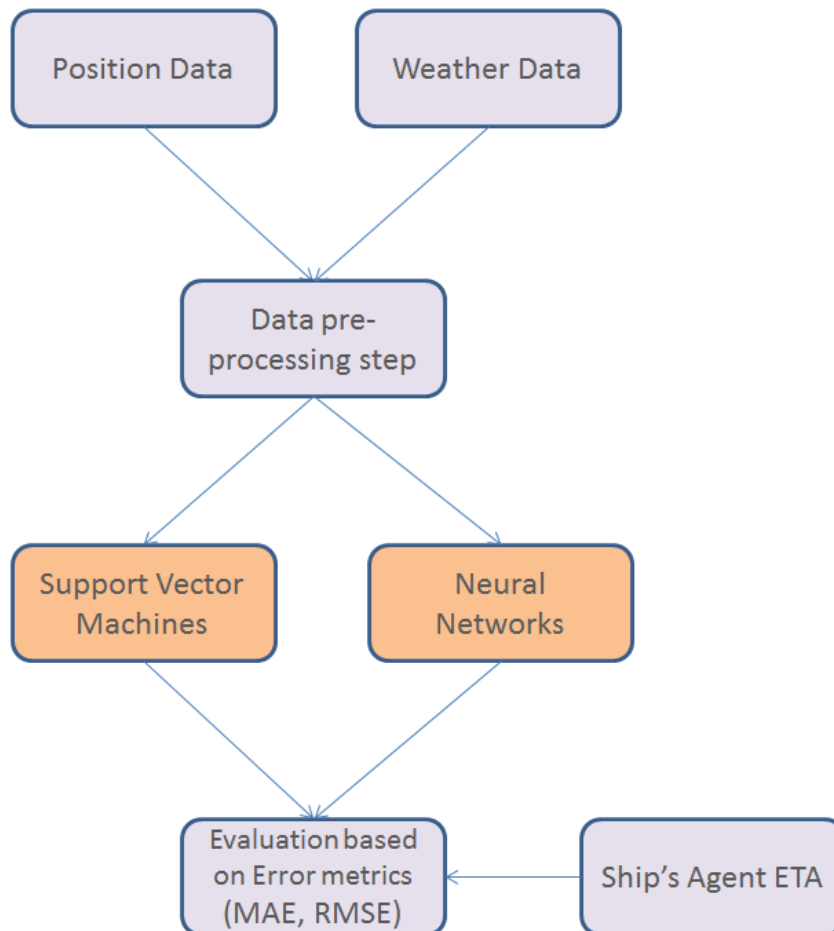 Position Data
Weather Data
Data pre-
processing step
Support Vector
Machines
Neural
Networks
Evaluation based
on Error metrics
(MAE, RMSE)
Ship's Agent ETA